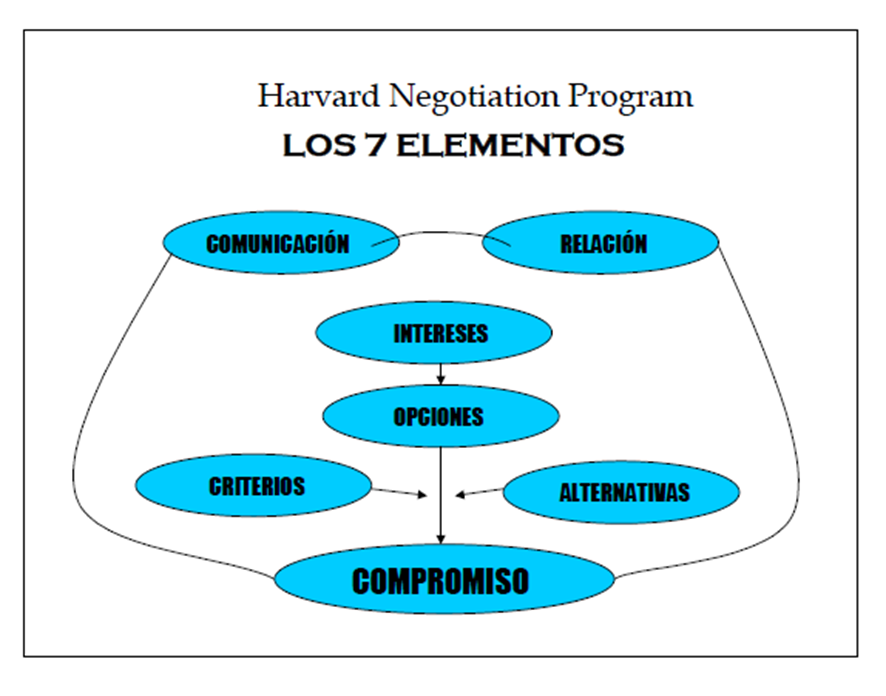 Harvard Negotiation Program
LOS 7 ELEMENTOS
COMUNICACIÓN
RELACIÓN
INTERESES
OPCIONES
CRITERIOS
ALTERNATIVAS
COMPROMISO